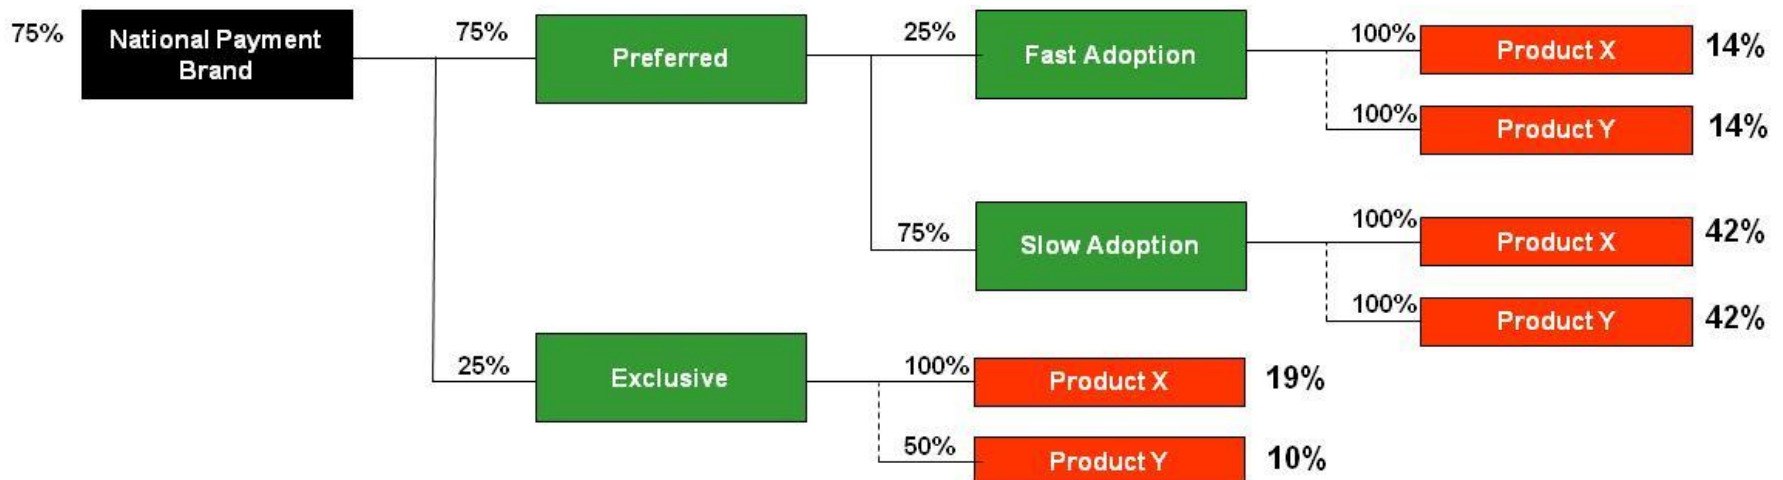 75%
National Payment
Brand
75%
Preferred
25%
Fast Adoption
100%
Product X
14%
100%
Product Y
14%
75%
Slow Adoption
100%
Product X
42%
100%
Product Y
42%
25%
Exclusive
100%
Product X
19%
50%
Product Y
10%